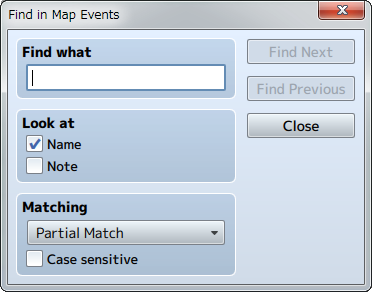 Find in Map Events
Find what
Find Next
Find Previous
Close
Look at
Name
Note
Matching
Partial Match
Case sensitive